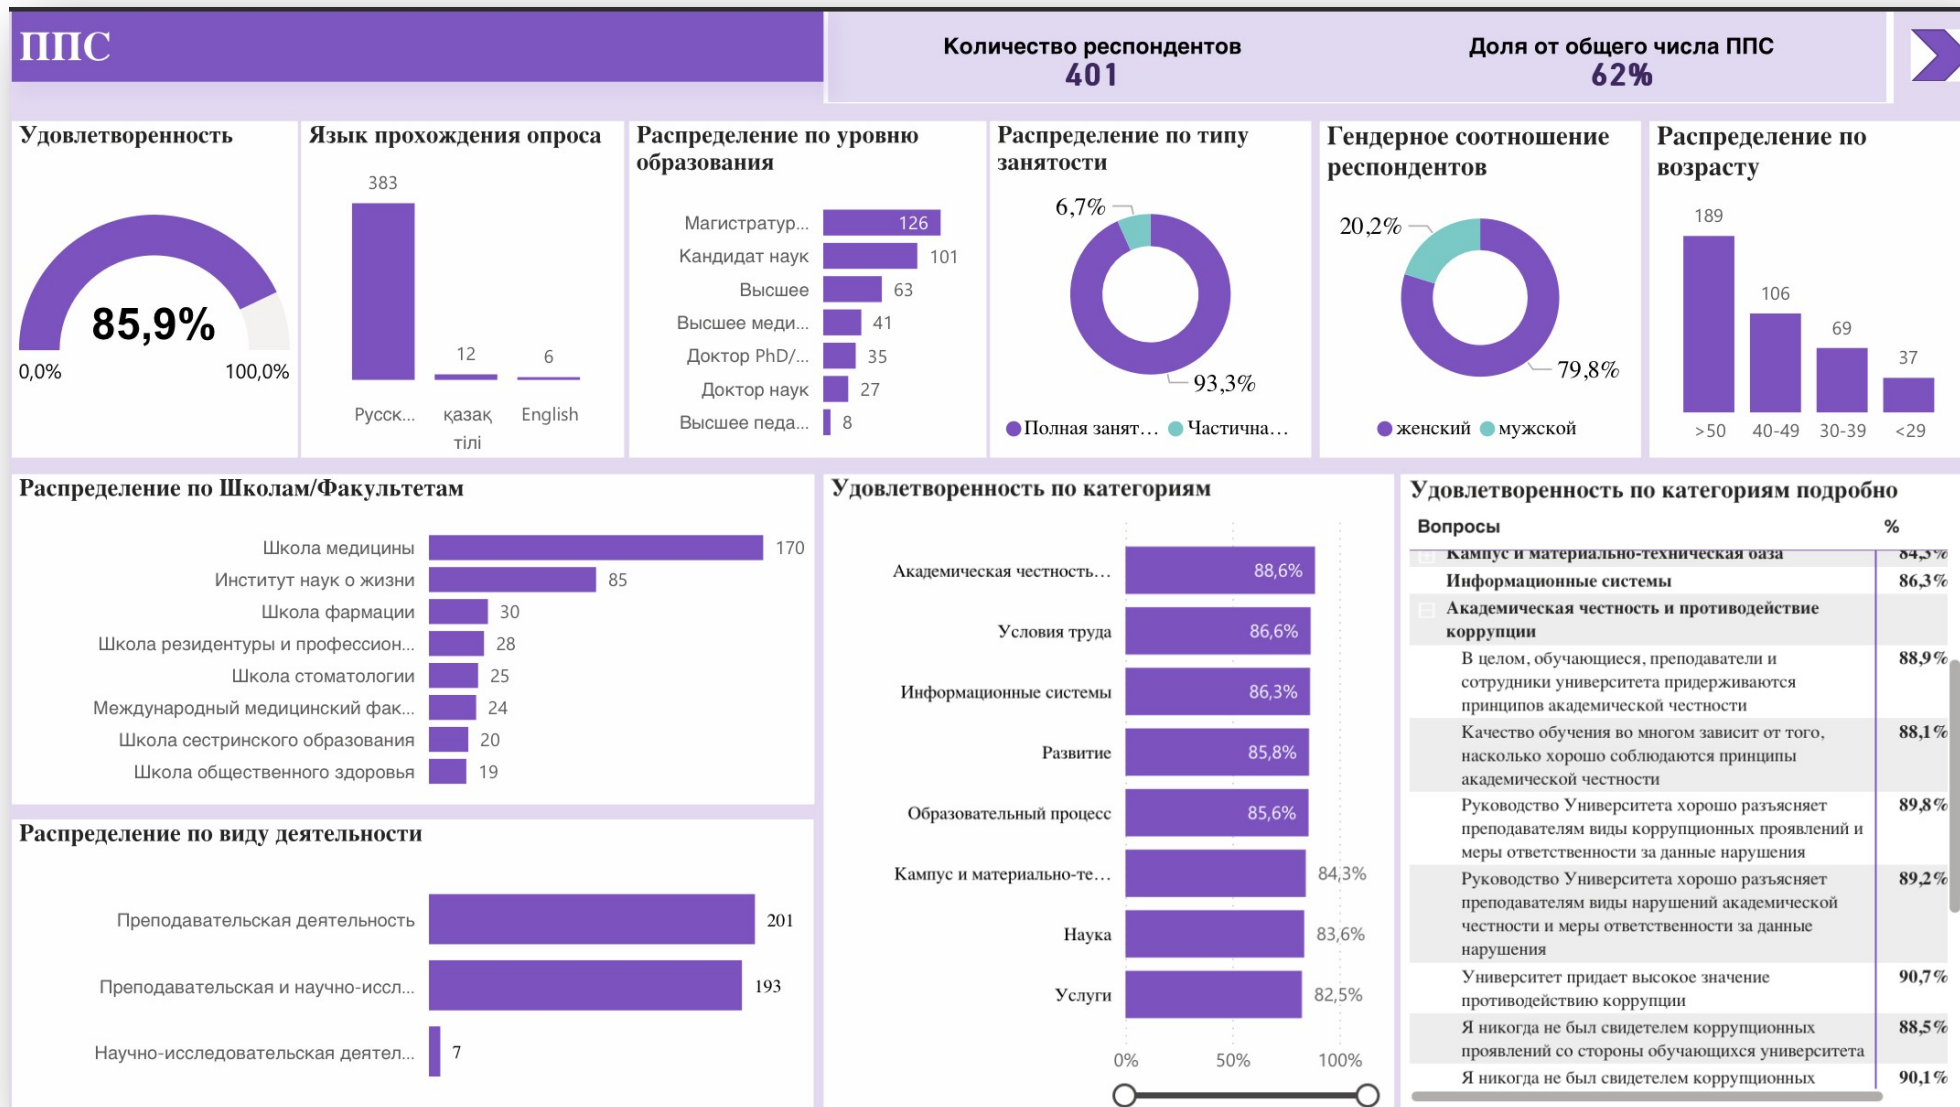 ППС
Количество респондентов
401
Доля от общего числа ППС
62%
Удовлетворенность
85,9%
0,0%
100,0%
Язык прохождения опроса
383
12
6
Русск...
қазақ
тілі
English
Распределение по уровню
образования
Магистратур...
126
Кандидат наук
101
Высшее
63
Высшее меди...
41
Доктор PhD/...
35
Доктор наук
27
Высшее педа...
8
Распределение по типу
занятости
6,7%
93,3%
Полная занят...
Частична...
Гендерное соотношение
респондентов
20,2%
79,8%
женский
мужской
Распределение по
возрасту
189
106
69
37
>50
40-49
30-39
<29
Распределение по Школам/Факультетам
Школа медицины
170
Институт наук о жизни
85
Школа фармации
30
Школа резидентуры и профессион...
28
Школа стоматологии
25
Международный медицинский фак...
24
Школа сестринского образования
20
Школа общественного здоровья
19
Распределение по виду деятельности
Преподавательская деятельность
201
Преподавательская и научно-иссл...
193
Научно-исследовательская деятел...
7
Удовлетворенность по категориям
Академическая честность...
88,6%
Условия труда
86,6%
Информационные системы
86,3%
Развитие
85,8%
Образовательный процесс
85,6%
Кампус и материально-те...
84,3%
Наука
83,6%
Услуги
82,5%
0%
50%
100%
Удовлетворенность по категориям подробно
Вопросы
%
Кампус и материально-техническая база
84,3%
Информационные системы
86,3%
Академическая честность и противодействие
коррупции
В целом, обучающиеся, преподаватели и
88,9%
сотрудники университета придерживаются
принципов академической честности
Качество обучения во многом зависит от того,
88,1%
насколько хорошо соблюдаются принципы
академической честности
Руководство Университета хорошо разъясняет
89,8%
преподавателям виды коррупционных проявлений и
меры ответственности за данные нарушения
Руководство Университета хорошо разъясняет
89,2%
преподавателям виды нарушений академической
честности и меры ответственности за данные
нарушения
Университет придает высокое значение
90,7%
противодействию коррупции
Я никогда не был свидетелем коррупционных
88,5%
проявлений со стороны обучающихся университета
Я никогда не был свидетелем коррупционных
90,1%